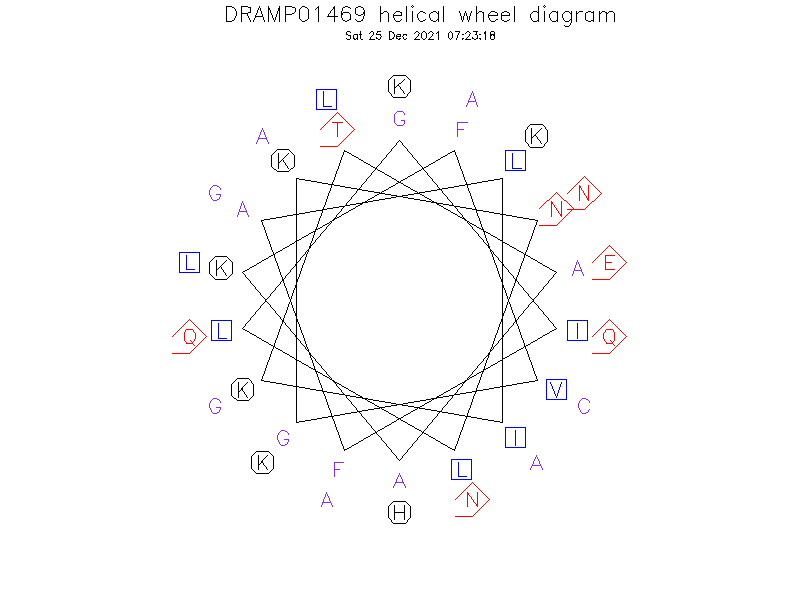 DRAMP01469 helical wheel diagram
Sat 25 Dec 2021 07:23:18
K
L A
T G F
A K K L
G A N N
L K A E
Q L I Q
G K V C
K G I A
F A L
A H N